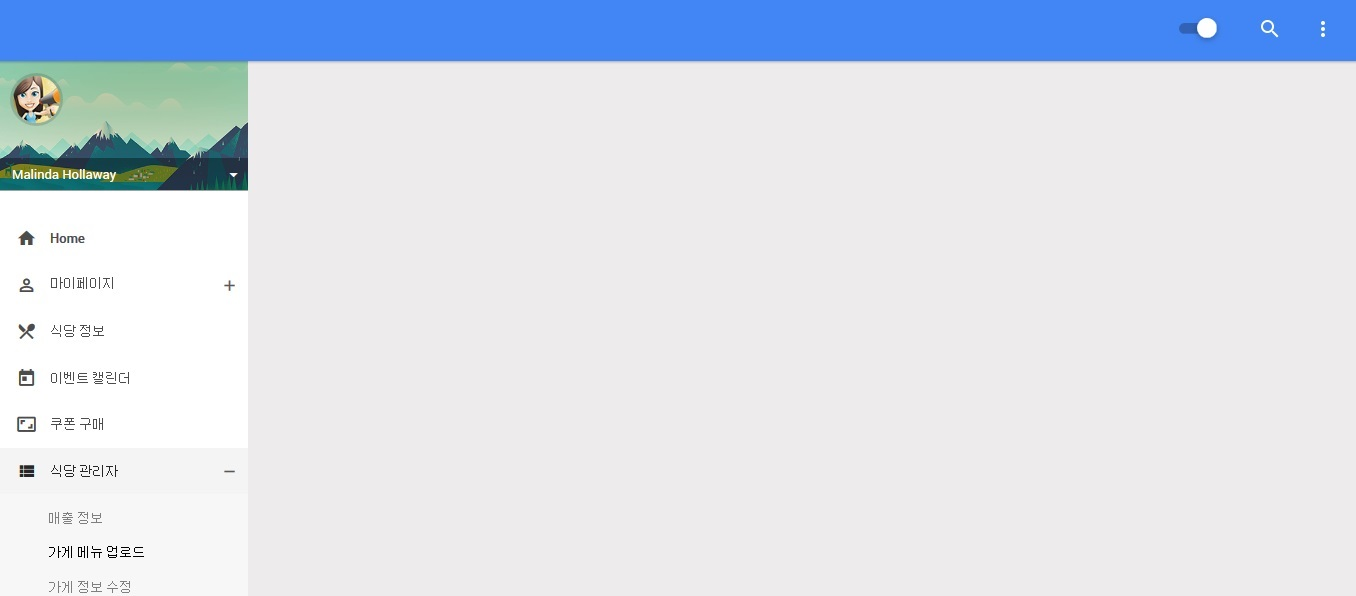 Malinda Hollaway
Home
마이페이지
식당 정보
이벤트 캘린더
쿠폰 구매
식당 관리자
매출 정보
가게 메뉴 업로드
가게 정보 수정